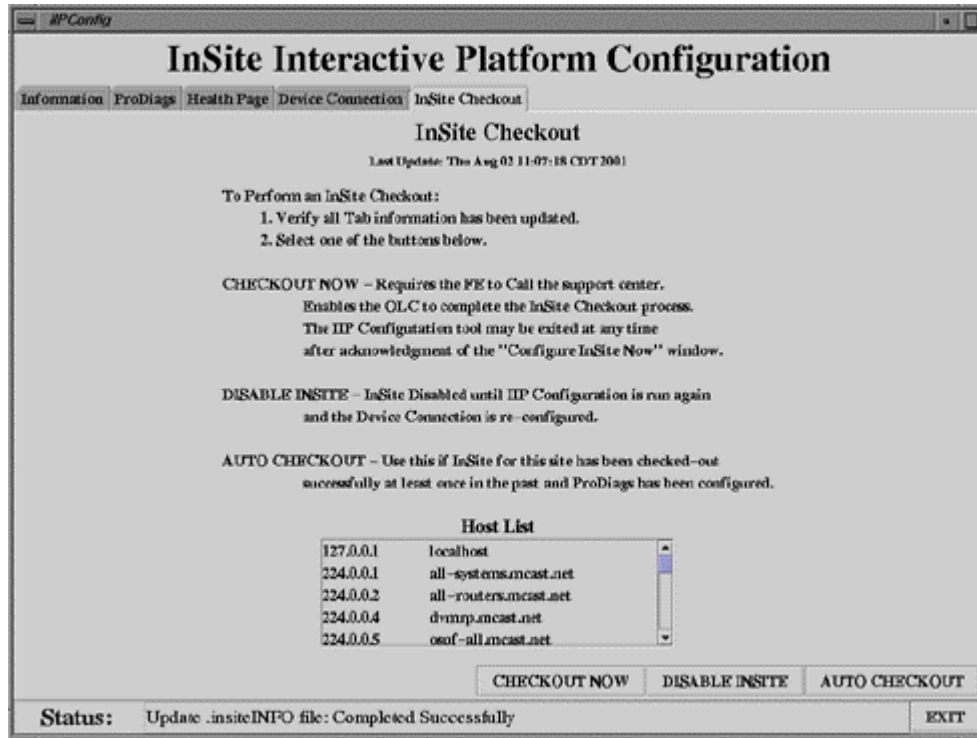 iiPConfig
InSite Interactive Platform Configuration
Information ProDiags Health Page Device Connection InSite Checkout
InSite Checkout
Last Update: Thu Aug 02 11:07:18 CDT 2001
To Perform an InSite Checkout:
1. Verify all Tab information has been updated.
2. Select one of the buttons below.
CHECKOUT NOW – Requires the FE to Call the support center.
Enables the OLC to complete the InSite Checkout process.
The IIP Configutation tool may be exited at any time
after acknowledgment of the "Configure InSite Now" window.
DISABLE INSITE – InSite Disabled until IIP Configuration is run again
and the Device Connection is re-configured.
AUTO CHECKOUT – Use this if InSite for this site has been checked-out
successfully at least once in the past and ProDiags has been configured.
Host List
127.0.0.1 localhost
224.0.0.1 all-systems.mcast.net
224.0.0.2 all-routers.mcast.net
224.0.0.4 dvmrp.mcast.net
224.0.0.5 ospf-all.mcast.net
CHECKOUT NOW DISABLE INSITE AUTO CHECKOUT
Status: Update .insiteINFO file: Completed Successfully EXIT